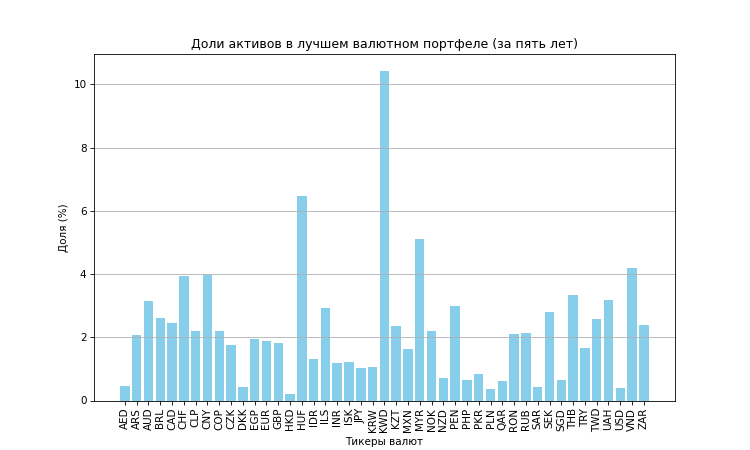 Доли активов в лучшем валютном портфеле (за пять лет)
Доля (%)
10
8
6
4
2
0
AED ARS AUD BRL CAD CHF CLP CNY COP CZK DKK EGP EUR GBP HKD HUF IDR ILS INR ISK JPY KRW KWD KZT MXN MYR NOK NZD PEN PHP PKR PLN QAR RON RUB SAR SEK SGD THB TRY TWD UAH USD VND ZAR
Тикеры валют